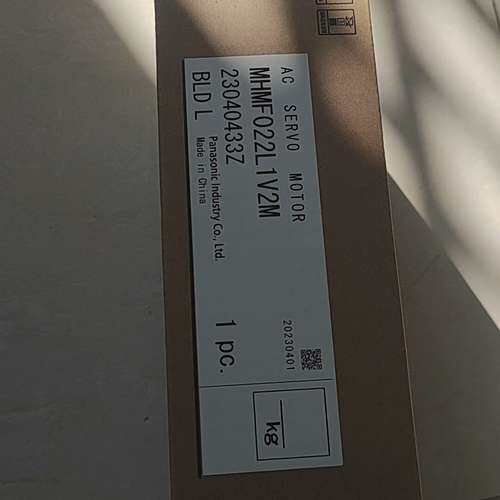 AC SERVO MOTOR
MHMF022L1V2M
23040433Z
BLD L
Panasonic Industry Co., Ltd.
Made in China
1 pc.
20230401
kg